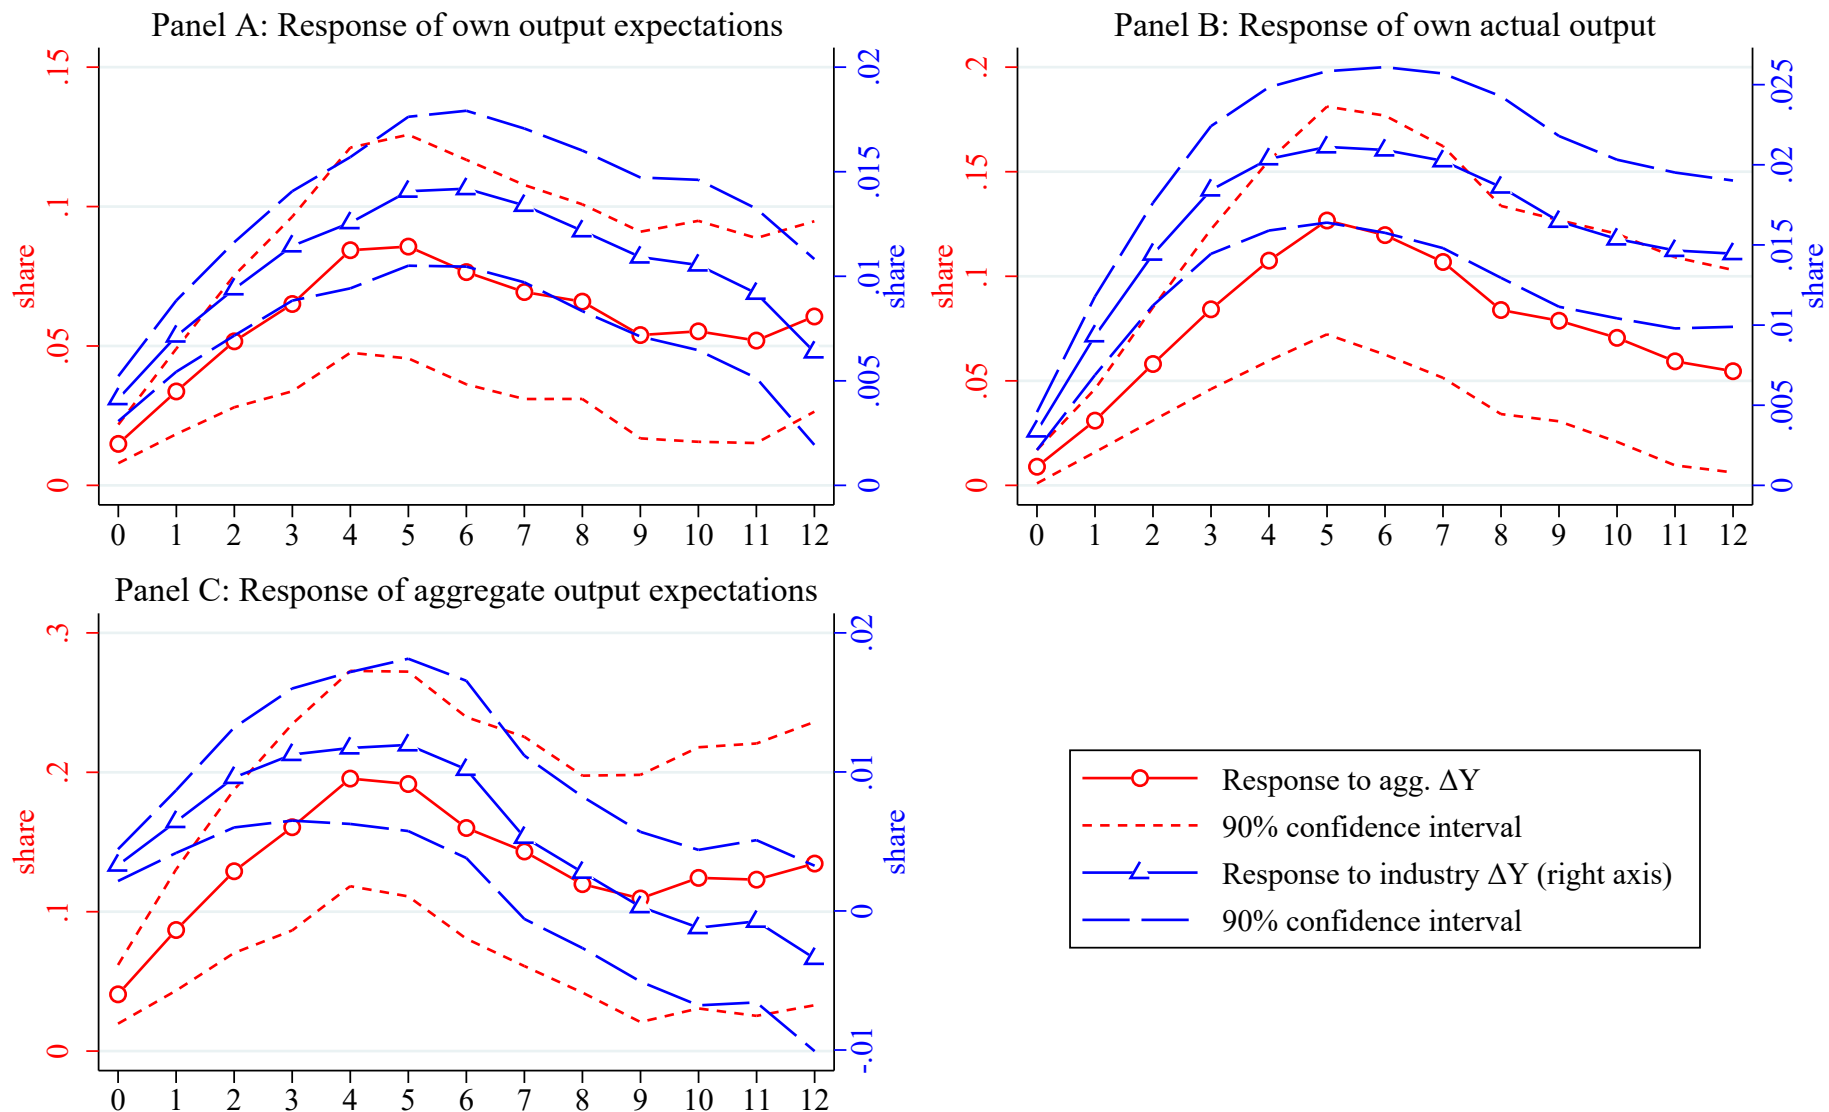 Panel A: Response of own output expectations
.15
.1
.05
0
share
.02
.015
.01
.005
0
share
0 1 2 3 4 5 6 7 8 9 10 11 12
Panel B: Response of own actual output
.2
.15
.1
.05
0
share
.025
.02
.015
.01
.005
0
share
0 1 2 3 4 5 6 7 8 9 10 11 12
Panel C: Response of aggregate output expectations
.3
.2
.1
0
share
.02
.01
0
-.01
share
0 1 2 3 4 5 6 7 8 9 10 11 12
Response to agg. ΔY
90% confidence interval
Response to industry ΔY (right axis)
90% confidence interval